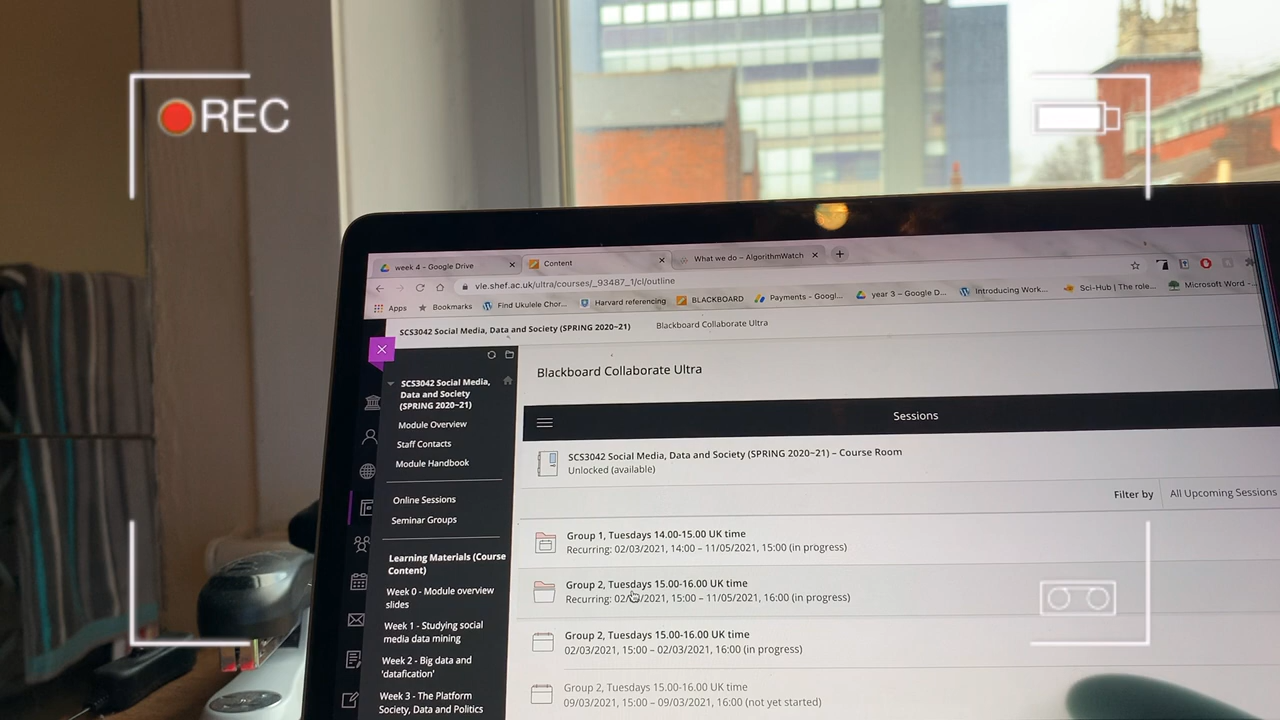 REC
week 4 – Google Drive
Content
What we do – AlgorithmWatch
vle.shef.ac.uk/ultra/courses/_93487_1/cl/outline
Apps
Bookmarks
Find Ukulele Chor...
Harvard referencing
BLACKBOARD
Payments – Googl...
year 3 – Google D...
Introducing Work...
Sci-Hub | The role...
Microsoft Word -...
SCS3042 Social Media, Data and Society (SPRING 2020~21)
Blackboard Collaborate Ultra
SCS3042 Social Media,
Data and Society
(SPRING 2020~21)
Module Overview
Staff Contacts
Module Handbook
Online Sessions
Seminar Groups
Learning Materials (Course
Content)
Week 0 - Module overview
slides
Week 1 - Studying social
media data mining
Week 2 - Big data and
'datafication'
Week 3 - The Platform
Society, Data and Politics
Blackboard Collaborate Ultra
Sessions
SCS3042 Social Media, Data and Society (SPRING 2020~21) – Course Room
Unlocked (available)
Filter by
All Upcoming Sessions
Group 1, Tuesdays 14.00-15.00 UK time
Recurring: 02/03/2021, 14:00 – 11/05/2021, 15:00 (in progress)
Group 2, Tuesdays 15.00-16.00 UK time
Recurring: 02/03/2021, 15:00 – 11/05/2021, 16:00 (in progress)
Group 2, Tuesdays 15.00-16.00 UK time
02/03/2021, 15:00 – 02/03/2021, 16:00 (in progress)
Group 2, Tuesdays 15.00-16.00 UK time
09/03/2021, 15:00 – 09/03/2021, 16:00 (not yet started)